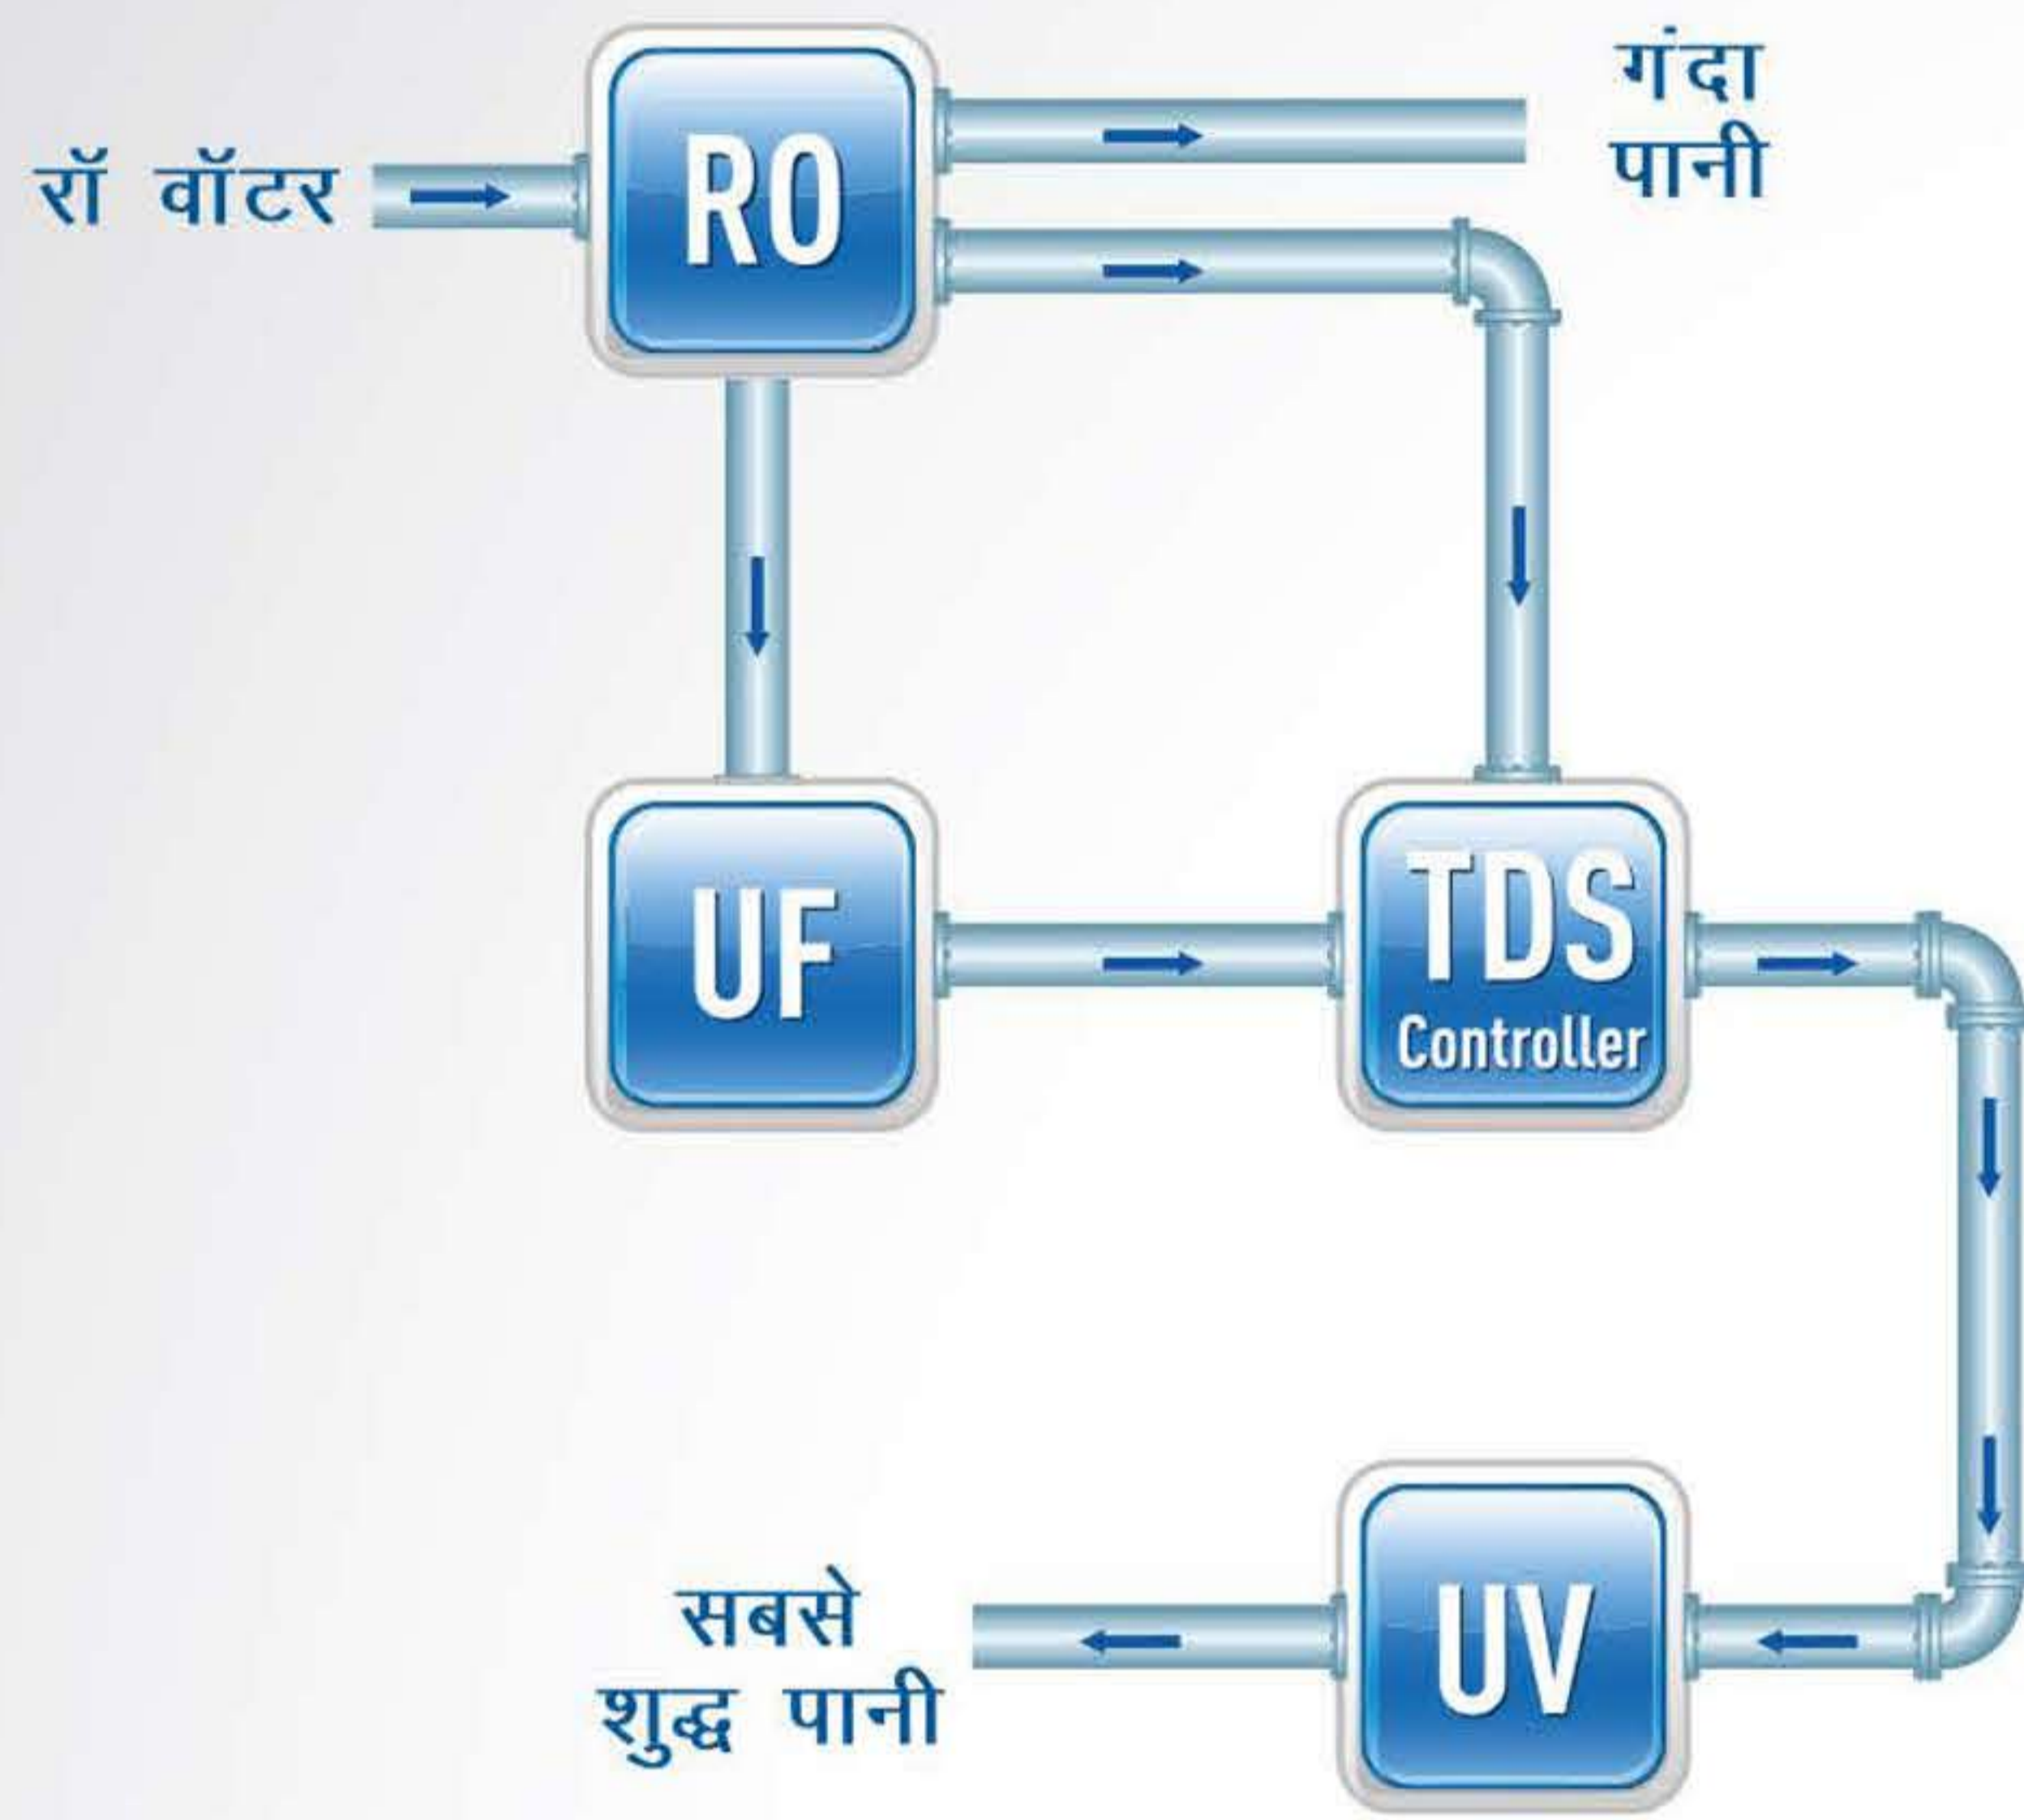 गंदा
पानी
रॉ वॉटर
RO
UF
TDS
Controller
UV
सबसे
शुद्ध पानी